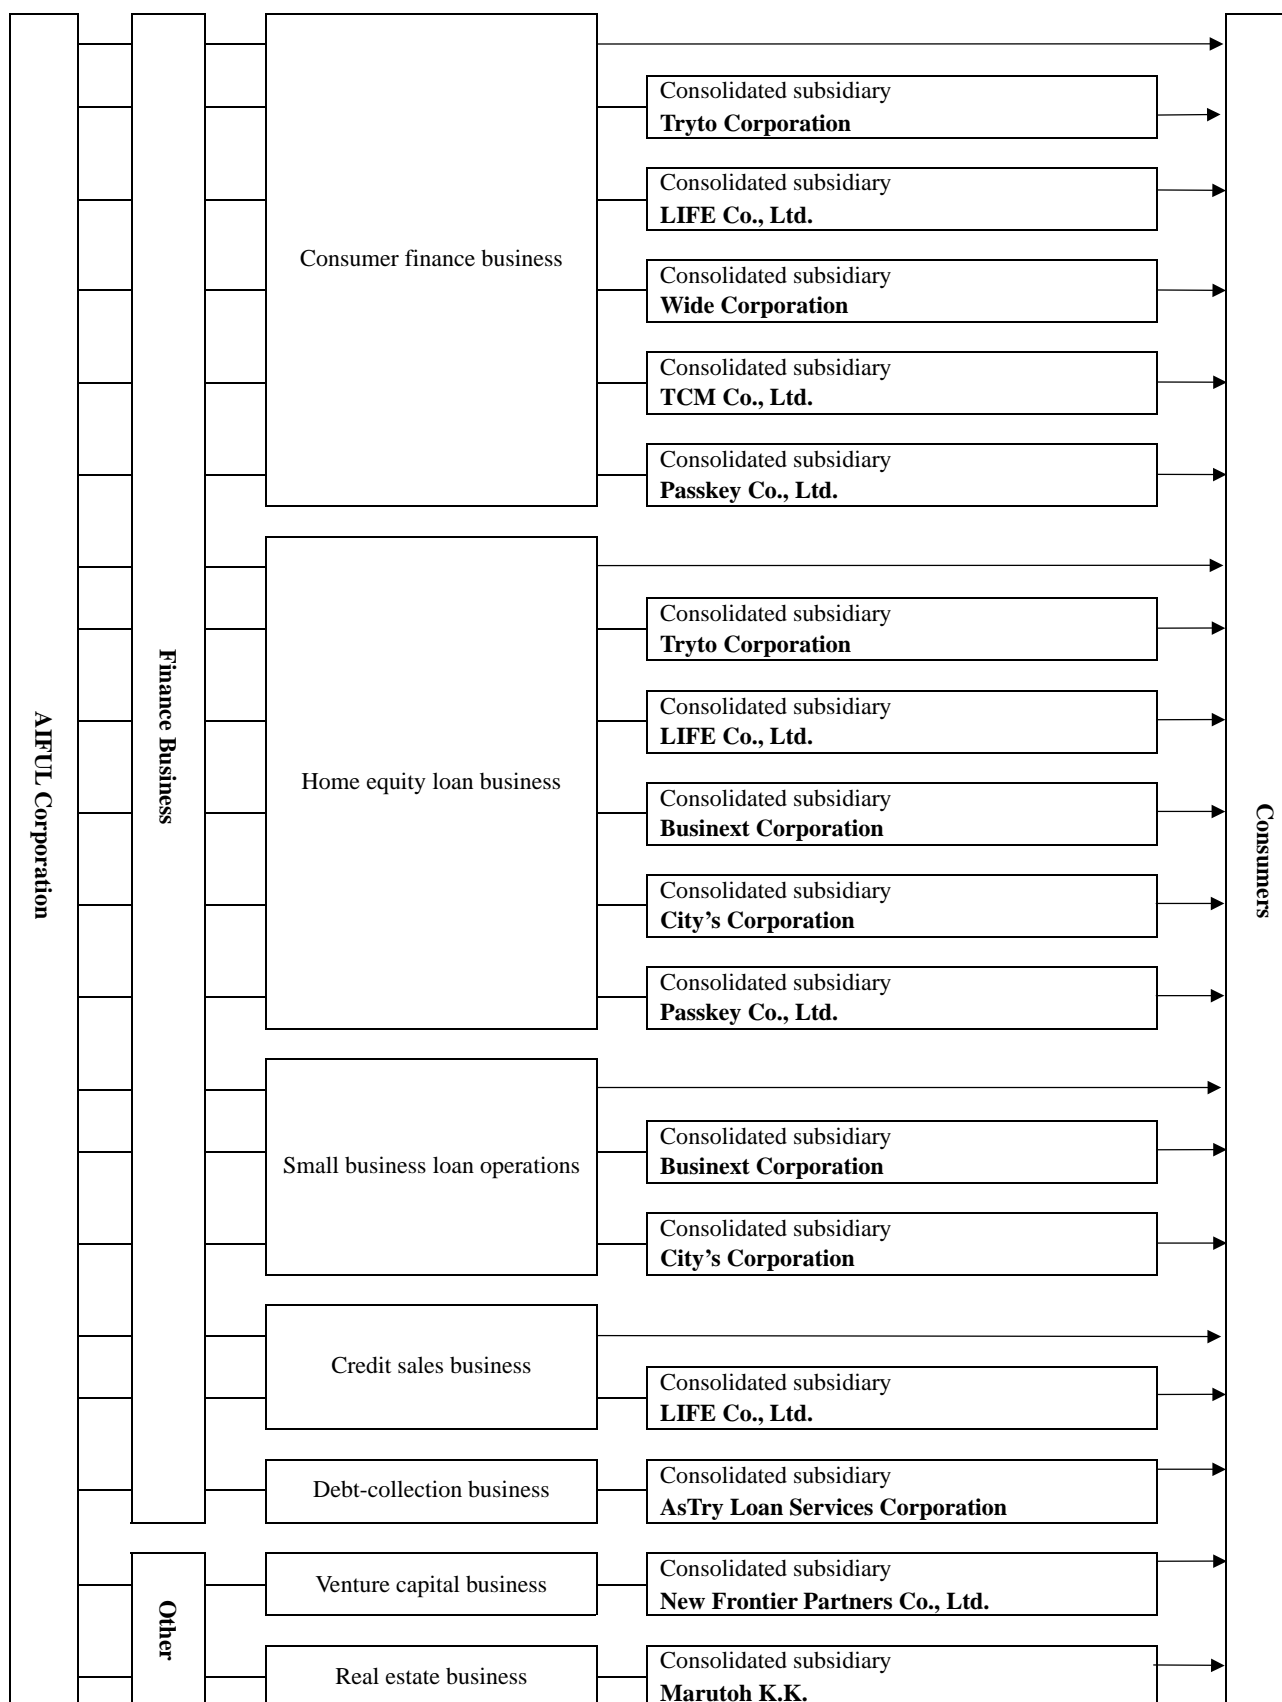 AIFUL Corporation
Finance Business
Consumer finance business
Consolidated subsidiary
Tryto Corporation
Consolidated subsidiary
LIFE Co., Ltd.
Consolidated subsidiary
Wide Corporation
Consolidated subsidiary
TCM Co., Ltd.
Consolidated subsidiary
Passkey Co., Ltd.
Home equity loan business
Consolidated subsidiary
Tryto Corporation
Consolidated subsidiary
LIFE Co., Ltd.
Consolidated subsidiary
Businext Corporation
Consolidated subsidiary
City’s Corporation
Consolidated subsidiary
Passkey Co., Ltd.
Small business loan operations
Consolidated subsidiary
Businext Corporation
Consolidated subsidiary
City’s Corporation
Credit sales business
Consolidated subsidiary
LIFE Co., Ltd.
Debt-collection business
Consolidated subsidiary
AsTry Loan Services Corporation
Other
Venture capital business
Consolidated subsidiary
New Frontier Partners Co., Ltd.
Real estate business
Consolidated subsidiary
Marutoh K.K.
Consumers